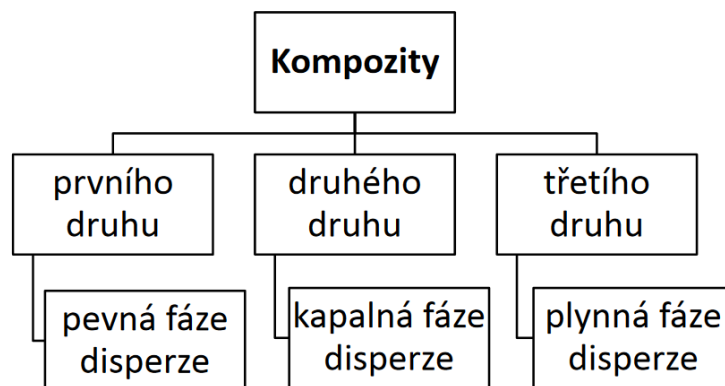 Kompozity
prvního
druhu
druhého
druhu
třetího
druhu
pevná fáze
disperze
kapalná fáze
disperze
plynná fáze
disperze